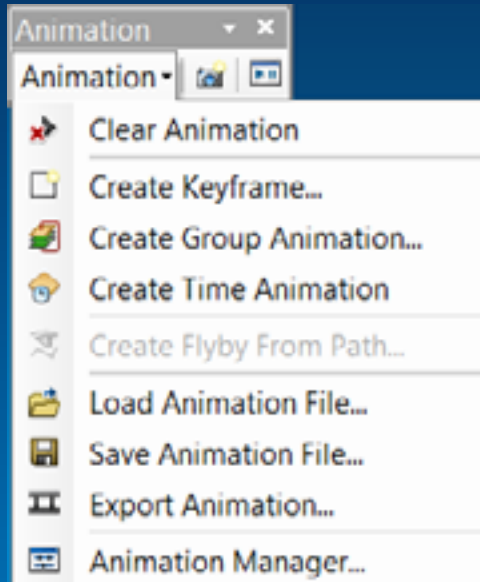 Animation
Animation
Clear Animation
Create Keyframe...
Create Group Animation...
Create Time Animation
Create Flyby From Path...
Load Animation File...
Save Animation File...
Export Animation...
Animation Manager...